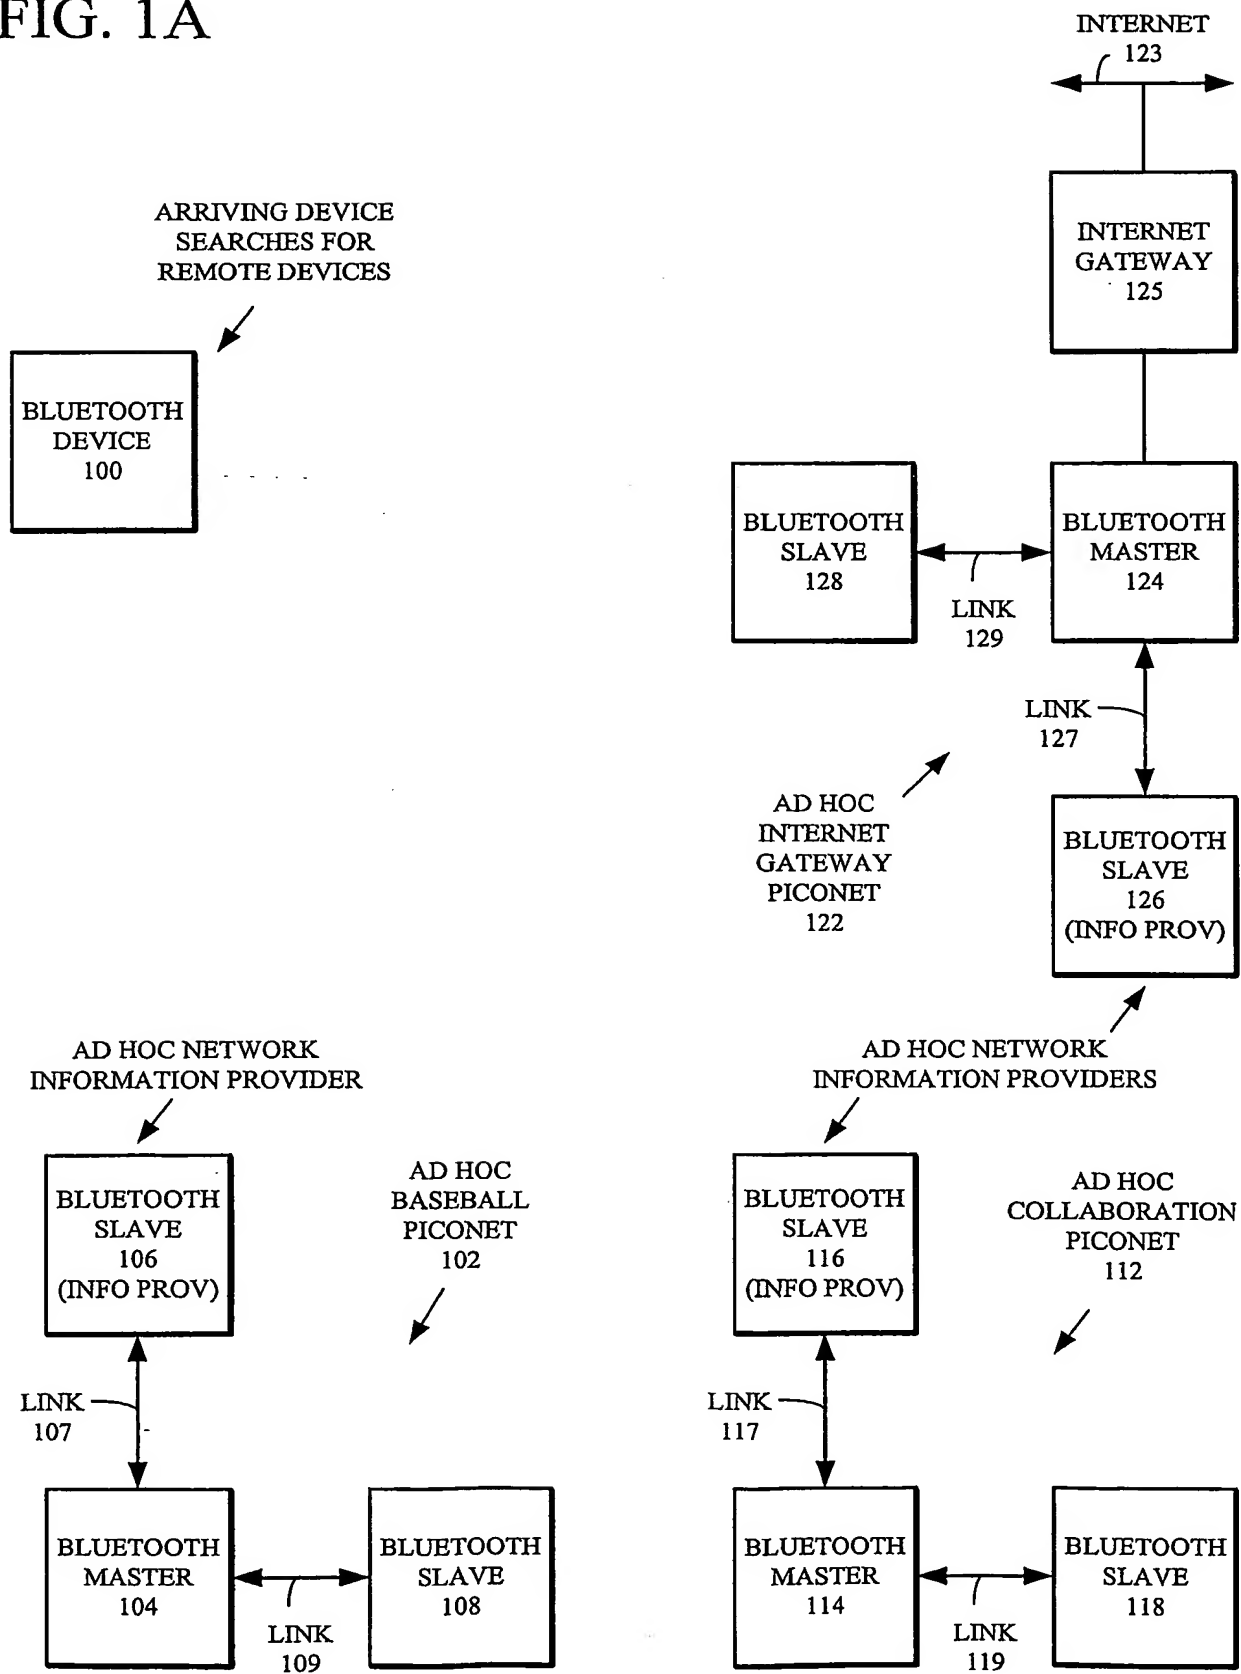 FIG. 1A
INTERNET
123
ARRIVING DEVICE
SEARCHES FOR
REMOTE DEVICES
INTERNET
GATEWAY
125
BLUETOOTH
DEVICE
100
BLUETOOTH
SLAVE
128
BLUETOOTH
MASTER
124
LINK
129
LINK
127
AD HOC
INTERNET
GATEWAY
PICONET
122
BLUETOOTH
SLAVE
126
(INFO PROV)
AD HOC NETWORK
INFORMATION PROVIDER
AD HOC NETWORK
INFORMATION PROVIDERS
BLUETOOTH
SLAVE
106
(INFO PROV)
AD HOC
BASEBALL
PICONET
102
BLUETOOTH
SLAVE
116
(INFO PROV)
AD HOC
COLLABORATION
PICONET
112
LINK
107
LINK
117
BLUETOOTH
MASTER
104
BLUETOOTH
SLAVE
108
LINK
109
BLUETOOTH
MASTER
114
BLUETOOTH
SLAVE
118
LINK
119